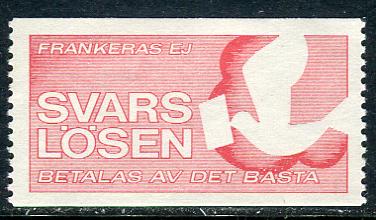 FRANKERAS EJ
SVARS
LÖSEN
BETALAS AV DET BÄSTA